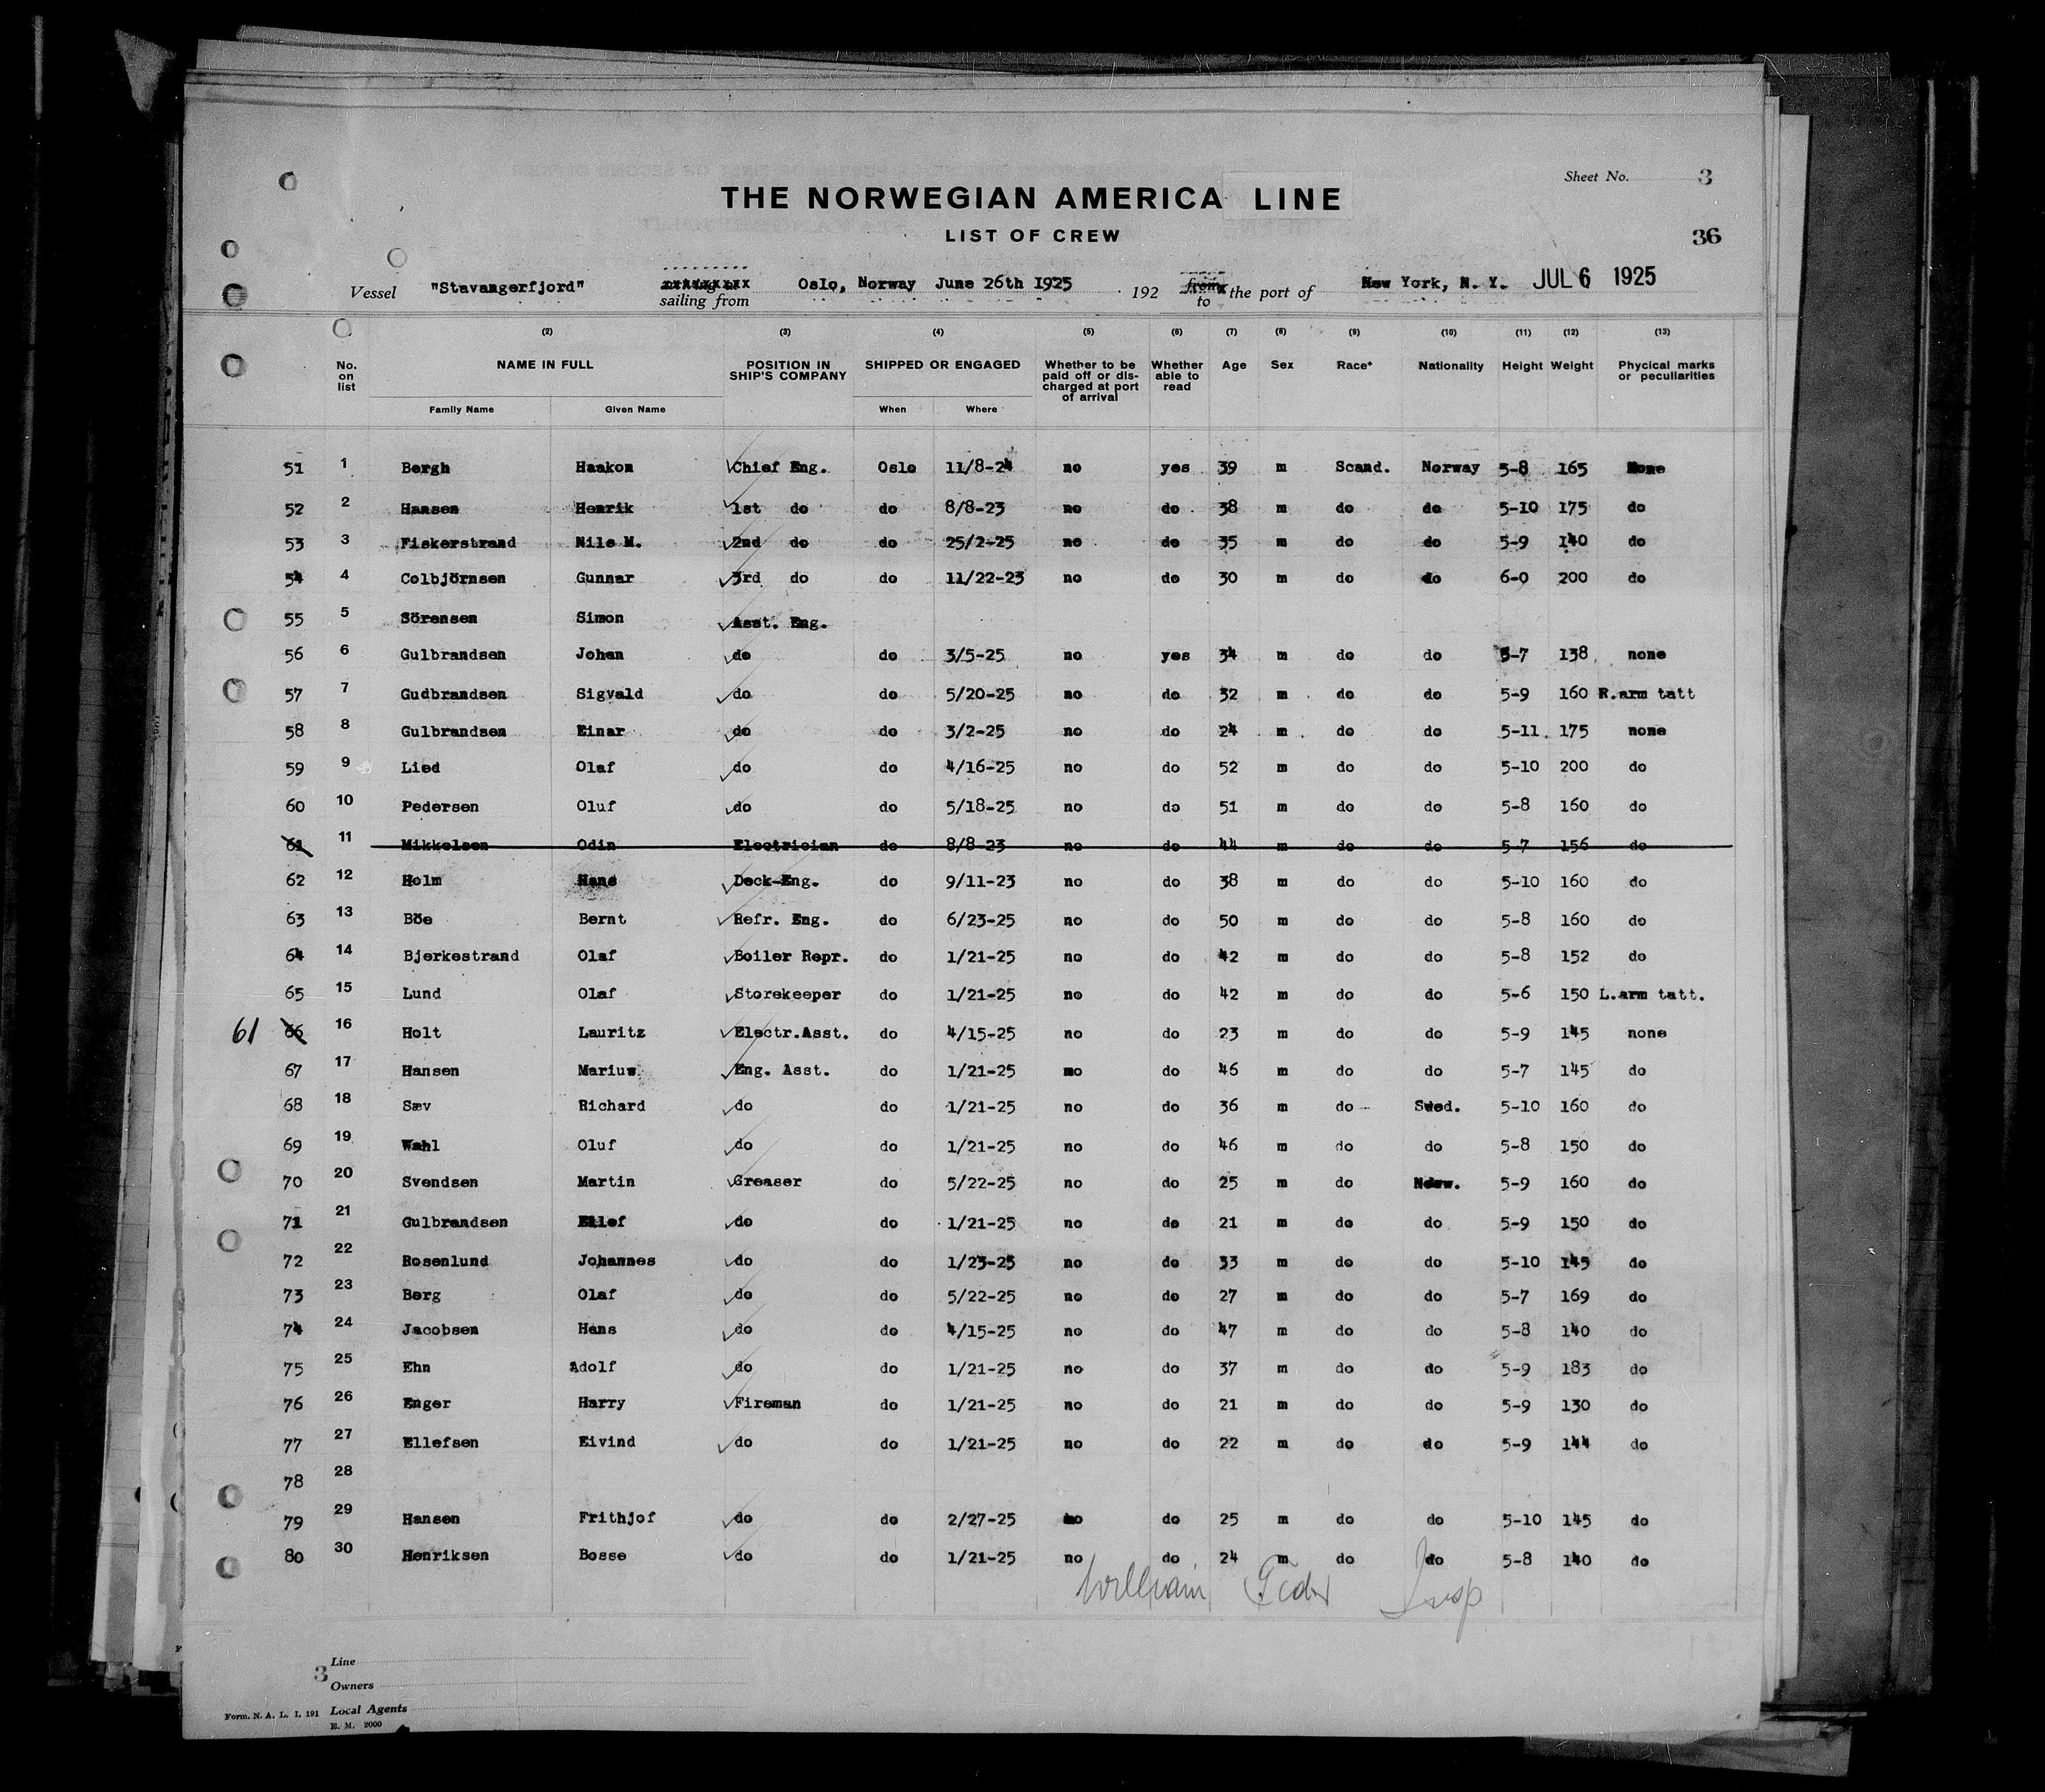 Sheet No. 3
THE NORWEGIAN AMERICA LINE
LIST OF CREW
36
Vessel "Stavangerfjord" sailing from Oslo, Norway June 26th 1925 192 from to the port of New York, N. Y. JUL 6 1925
(2) (3) (4) (5) (6) (7) (8) (9) (10) (11) (12) (13)
No. on list NAME IN FULL POSITION IN SHIP'S COMPANY SHIPPED OR ENGAGED Whether to be paid off or discharged at port of arrival Whether able to read Age Sex Race* Nationality Height Weight Phycical marks or peculiarities
Family Name Given Name When Where
51 1 Bergh Haakon Chief Eng. Oslo 11/8-24 no yes 39 m Scand. Norway 5-8 165 None
52 2 Hansen Henrik 1st do do 8/8-23 no do 38 m do do 5-10 175 do
53 3 Fiskerstrand Nils M. 2nd do do 25/2-25 no do 35 m do do 5-9 140 do
54 4 Colbjörnsen Gunnar 3rd do do 11/22-23 no do 30 m do do 6-0 200 do
55 5 Sörensen Simon Asst. Eng.
56 6 Gulbrandsen Johan do do 3/5-25 no yes 34 m do do 5-7 138 none
57 7 Gudbrandsen Sigvald do do 5/20-25 no do 32 m do do 5-9 160 R.arm tatt
58 8 Gulbrandsen Einar do do 3/2-25 no do 24 m do do 5-11 175 none
59 9 Lied Olaf do do 4/16-25 no do 52 m do do 5-10 200 do
60 10 Pedersen Oluf do do 5/18-25 no do 51 m do do 5-8 160 do
61 11 Mikkelsen Odin Electrician do 8/8-23 no do 44 m do do 5-7 156 do
62 12 Holm Hans Deck-Eng. do 9/11-23 no do 38 m do do 5-10 160 do
63 13 Böe Bernt Refr. Eng. do 6/23-25 no do 50 m do do 5-8 160 do
64 14 Bjerkestrand Olaf Boiler Repr. do 1/21-25 no do 42 m do do 5-8 152 do
65 15 Lund Olaf Storekeeper do 1/21-25 no do 42 m do do 5-6 150 L.arm tatt.
61 66 16 Holt Lauritz Electr.Asst. do 4/15-25 no do 23 m do do 5-9 145 none
67 17 Hansen Marius Eng. Asst. do 1/21-25 no do 46 m do do 5-7 145 do
68 18 Sæv Richard do do 1/21-25 no do 36 m do Swed. 5-10 160 do
69 19 Wahl Oluf do do 1/21-25 no do 46 m do do 5-8 150 do
70 20 Svendsen Martin Greaser do 5/22-25 no do 25 m do Norw. 5-9 160 do
71 21 Gulbrandsen Ellef do do 1/21-25 no do 21 m do do 5-9 150 do
72 22 Rosenlund Johannes do do 1/23-25 no do 33 m do do 5-10 145 do
73 23 Berg Olaf do do 5/22-25 no do 27 m do do 5-7 169 do
74 24 Jacobsen Hans do do 4/15-25 no do 47 m do do 5-8 140 do
75 25 Ehn Adolf do do 1/21-25 no do 37 m do do 5-9 183 do
76 26 Enger Harry Fireman do 1/21-25 no do 21 m do do 5-9 130 do
77 27 Ellefsen Eivind do do 1/21-25 no do 22 m do do 5-9 144 do
78 28
79 29 Hansen Frithjof do do 2/27-25 no do 25 m do do 5-10 145 do
80 30 Henriksen Bosse do do 1/21-25 no do 24 m do do 5-8 140 do
William Insp
3
Line
Owners
Local Agents
Form. N. A. L. I. 191
E. M. 2000